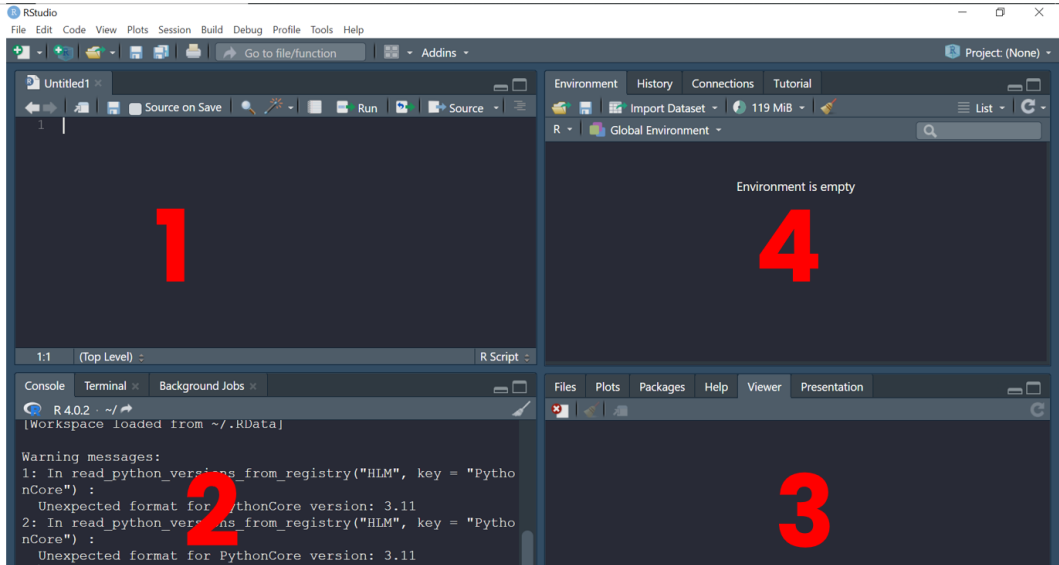 RStudio
File Edit Code View Plots Session Build Debug Profile Tools Help
Go to file/function Addins Project: (None)
Untitled1
Source on Save Run Source
1
1
1:1 (Top Level) R Script
Environment History Connections Tutorial
Import Dataset 119 MiB List
R Global Environment
Environment is empty
4
Console Terminal Background Jobs
R 4.0.2 · ~/
[Workspace loaded from ~/.RData]
Warning messages:
1: In read_python_versions_from_registry("HLM", key = "Pytho
nCore") :
Unexpected format for PythonCore version: 3.11
2: In read_python_versions_from_registry("HLM", key = "Pytho
nCore") :
Unexpected format for PythonCore version: 3.11
2
Files Plots Packages Help Viewer Presentation
3